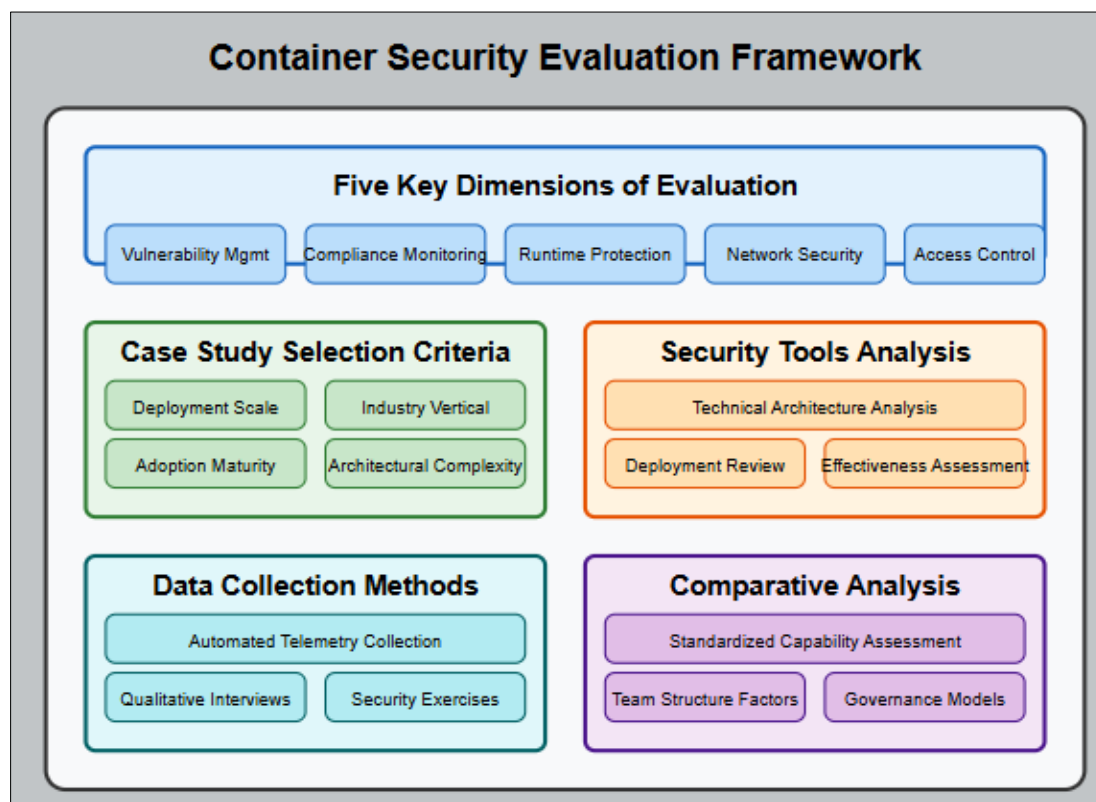 Container Security Evaluation Framework
Five Key Dimensions of Evaluation
Vulnerability Mgmt
Compliance Monitoring
Runtime Protection
Network Security
Access Control
Case Study Selection Criteria
Deployment Scale
Industry Vertical
Adoption Maturity
Architectural Complexity
Security Tools Analysis
Technical Architecture Analysis
Deployment Review
Effectiveness Assessment
Data Collection Methods
Automated Telemetry Collection
Qualitative Interviews
Security Exercises
Comparative Analysis
Standardized Capability Assessment
Team Structure Factors
Governance Models